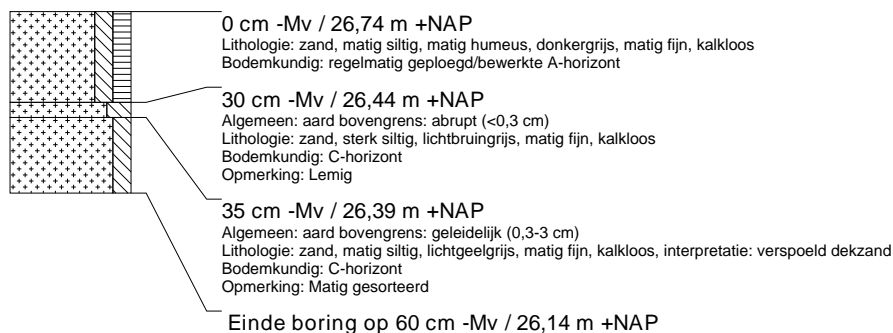 0 cm -Mv / 26,74 m +NAP
Lithologie: zand, matig siltig, matig humeus, donkergrijs, matig fijn, kalkloos
Bodemkundig: regelmatig geploegd/bewerkte A-horizont
30 cm -Mv / 26,44 m +NAP
Algemeen: aard bovengrens: abrupt (<0,3 cm)
Lithologie: zand, sterk siltig, lichtbruingrijs, matig fijn, kalkloos
Bodemkundig: C-horizont
Opmerking: Lemig
35 cm -Mv / 26,39 m +NAP
Algemeen: aard bovengrens: geleidelijk (0,3-3 cm)
Lithologie: zand, matig siltig, lichtgeelgrijs, matig fijn, kalkloos, interpretatie: verspoeld dekzand
Bodemkundig: C-horizont
Opmerking: Matig gesorteerd
Einde boring op 60 cm -Mv / 26,14 m +NAP